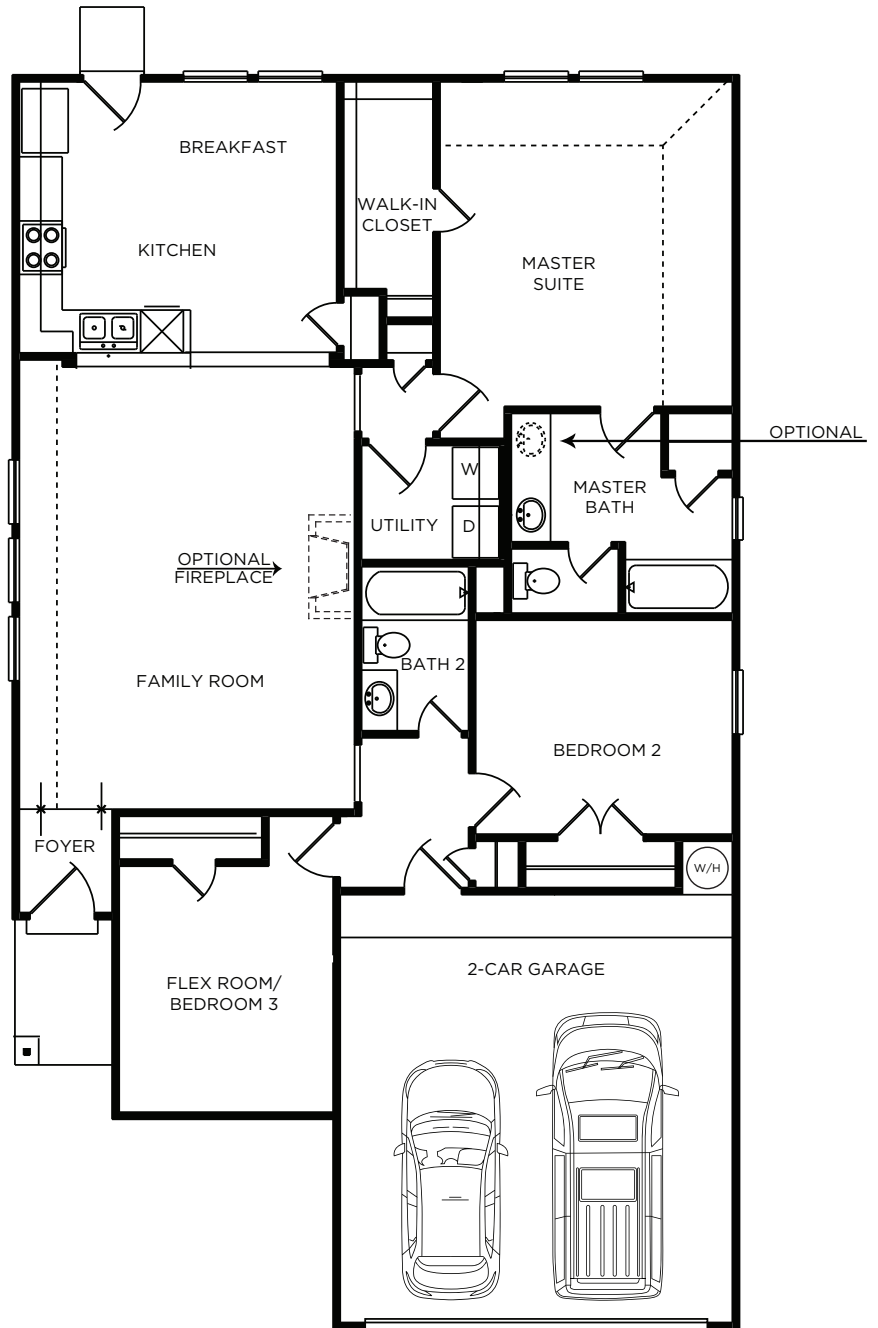 BREAKFAST
WALK-IN
CLOSET
KITCHEN
MASTER
SUITE
OPTIONAL
W
MASTER
BATH
UTILITY
D
OPTIONAL
FIREPLACE
BATH 2
FAMILY ROOM
BEDROOM 2
FOYER
W/H
2-CAR GARAGE
FLEX ROOM/
BEDROOM 3